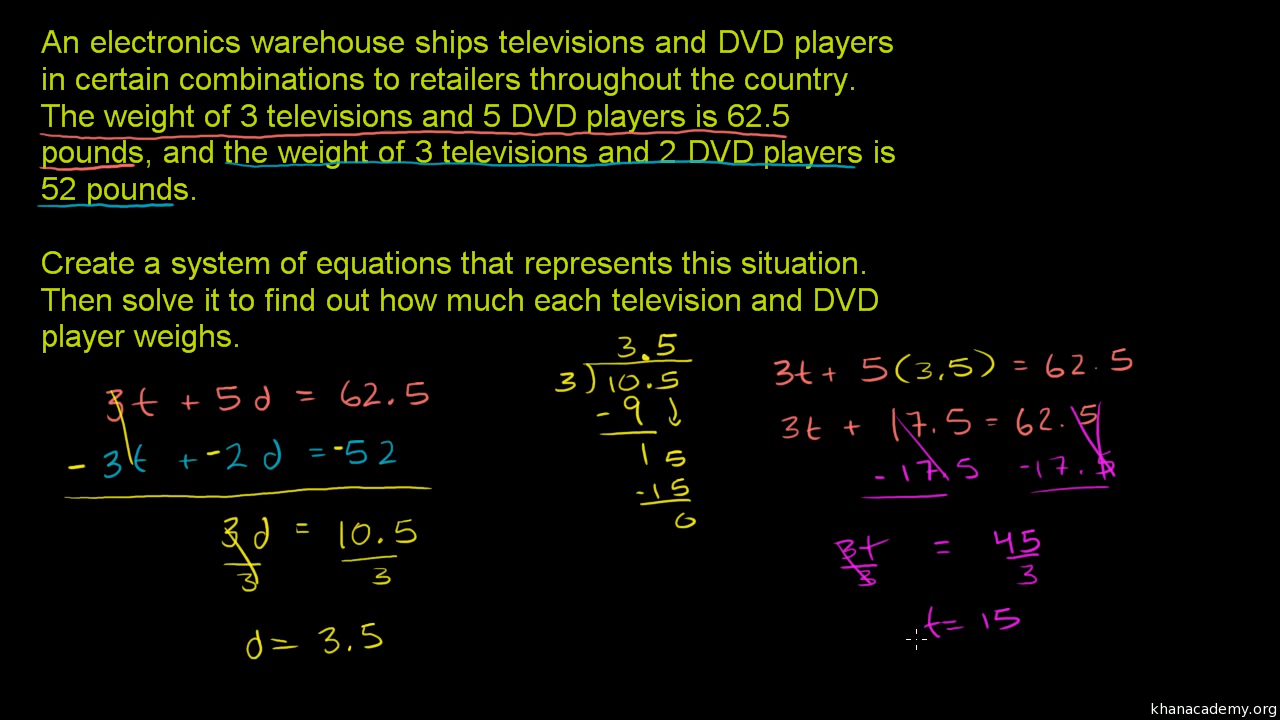 An electronics warehouse ships televisions and DVD players
in certain combinations to retailers throughout the country.
The weight of 3 televisions and 5 DVD players is 62.5
pounds, and the weight of 3 televisions and 2 DVD players is
52 pounds.
Create a system of equations that represents this situation.
Then solve it to find out how much each television and DVD
player weighs.
3t + 5d = 62.5
-3t + -2d = -52
3d = 10.5
3 3
d = 3.5
3.5
3)10.5
-9↓
15
-15
0
3t + 5(3.5) = 62.5
3t + 17.5 = 62.5
-17.5 -17.5
3t = 45
3 3
t = 15
khanacademy.org